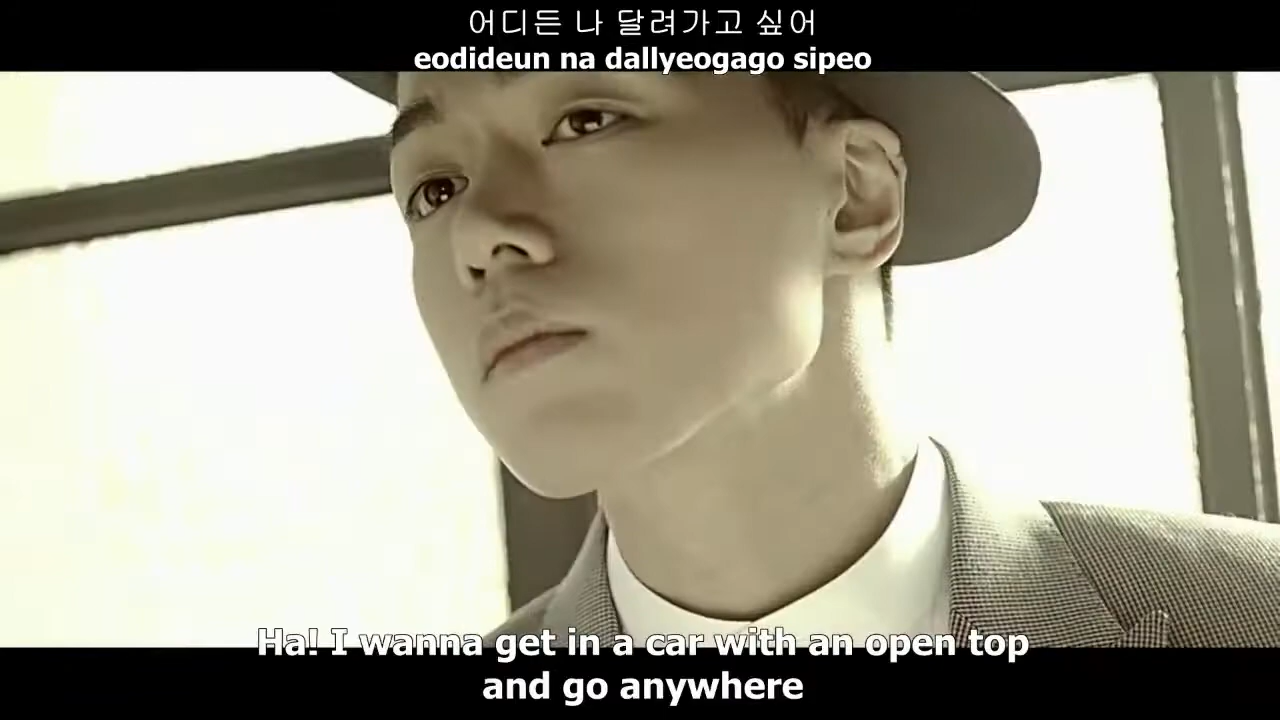 어디든 나 달려가고 싶어
eodideun na dallyeogago sipeo
Ha! I wanna get in a car with an open top
and go anywhere